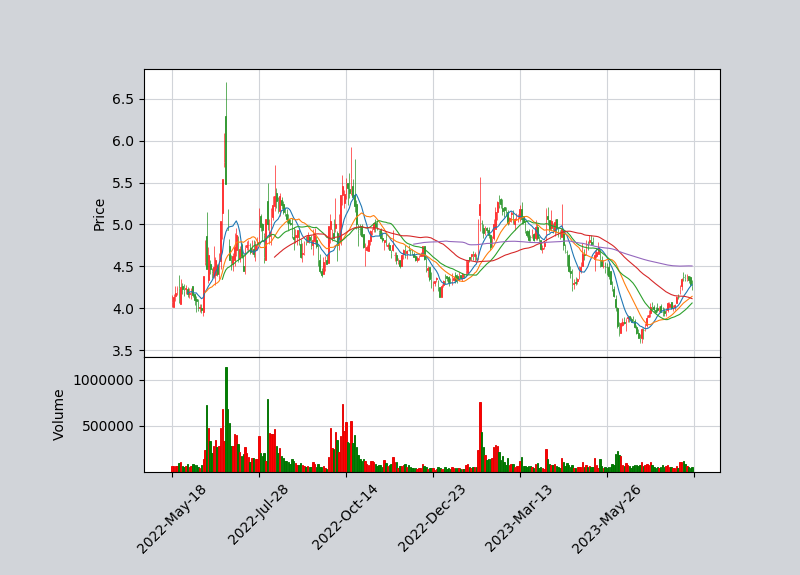 Price
6.5
6.0
5.5
5.0
4.5
4.0
3.5
Volume
1000000
500000
2022-May-18
2022-Jul-28
2022-Oct-14
2022-Dec-23
2023-Mar-13
2023-May-26